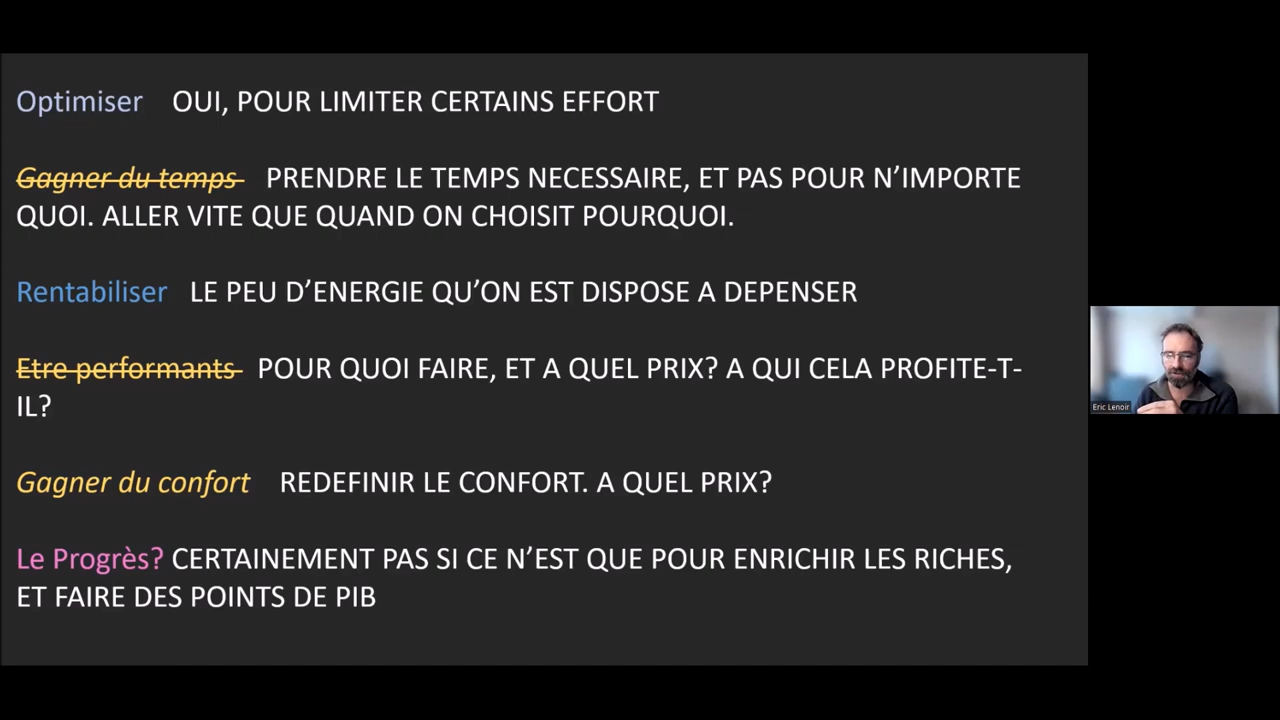 Optimiser OUI, POUR LIMITER CERTAINS EFFORT
Gagner du temps PRENDRE LE TEMPS NECESSAIRE, ET PAS POUR N’IMPORTE
QUOI. ALLER VITE QUE QUAND ON CHOISIT POURQUOI.
Rentabiliser LE PEU D’ENERGIE QU’ON EST DISPOSE A DEPENSER
Etre performants POUR QUOI FAIRE, ET A QUEL PRIX? A QUI CELA PROFITE-T-
IL?
Gagner du confort REDEFINIR LE CONFORT. A QUEL PRIX?
Le Progrès? CERTAINEMENT PAS SI CE N’EST QUE POUR ENRICHIR LES RICHES,
ET FAIRE DES POINTS DE PIB
Eric Lenoir